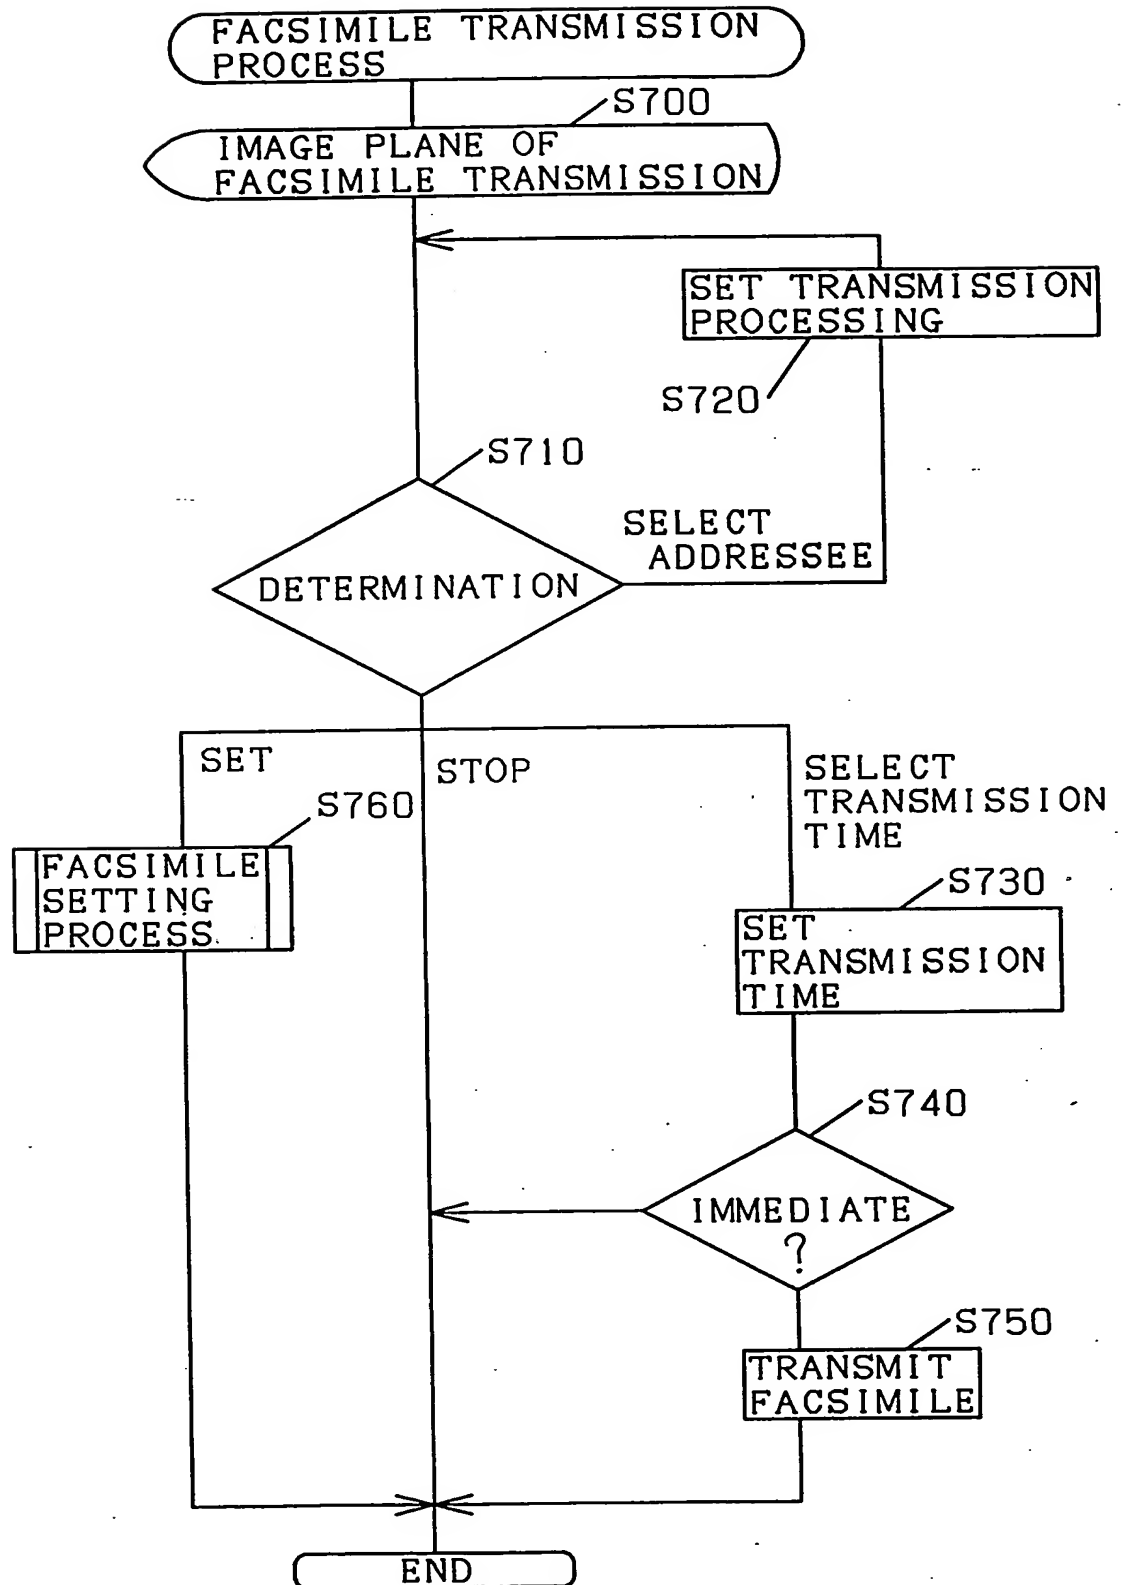 FACSIMILE TRANSMISSION
PROCESS
S700
IMAGE PLANE OF
FACSIMILE TRANSMISSION
SET TRANSMISSION
PROCESSING
S720
S710
SELECT
ADDRESSEE
DETERMINATION
SET
STOP
SELECT
TRANSMISSION
TIME
S760
FACSIMILE
SETTING
PROCESS
S730
SET
TRANSMISSION
TIME
S740
IMMEDIATE
?
S750
TRANSMIT
FACSIMILE
END